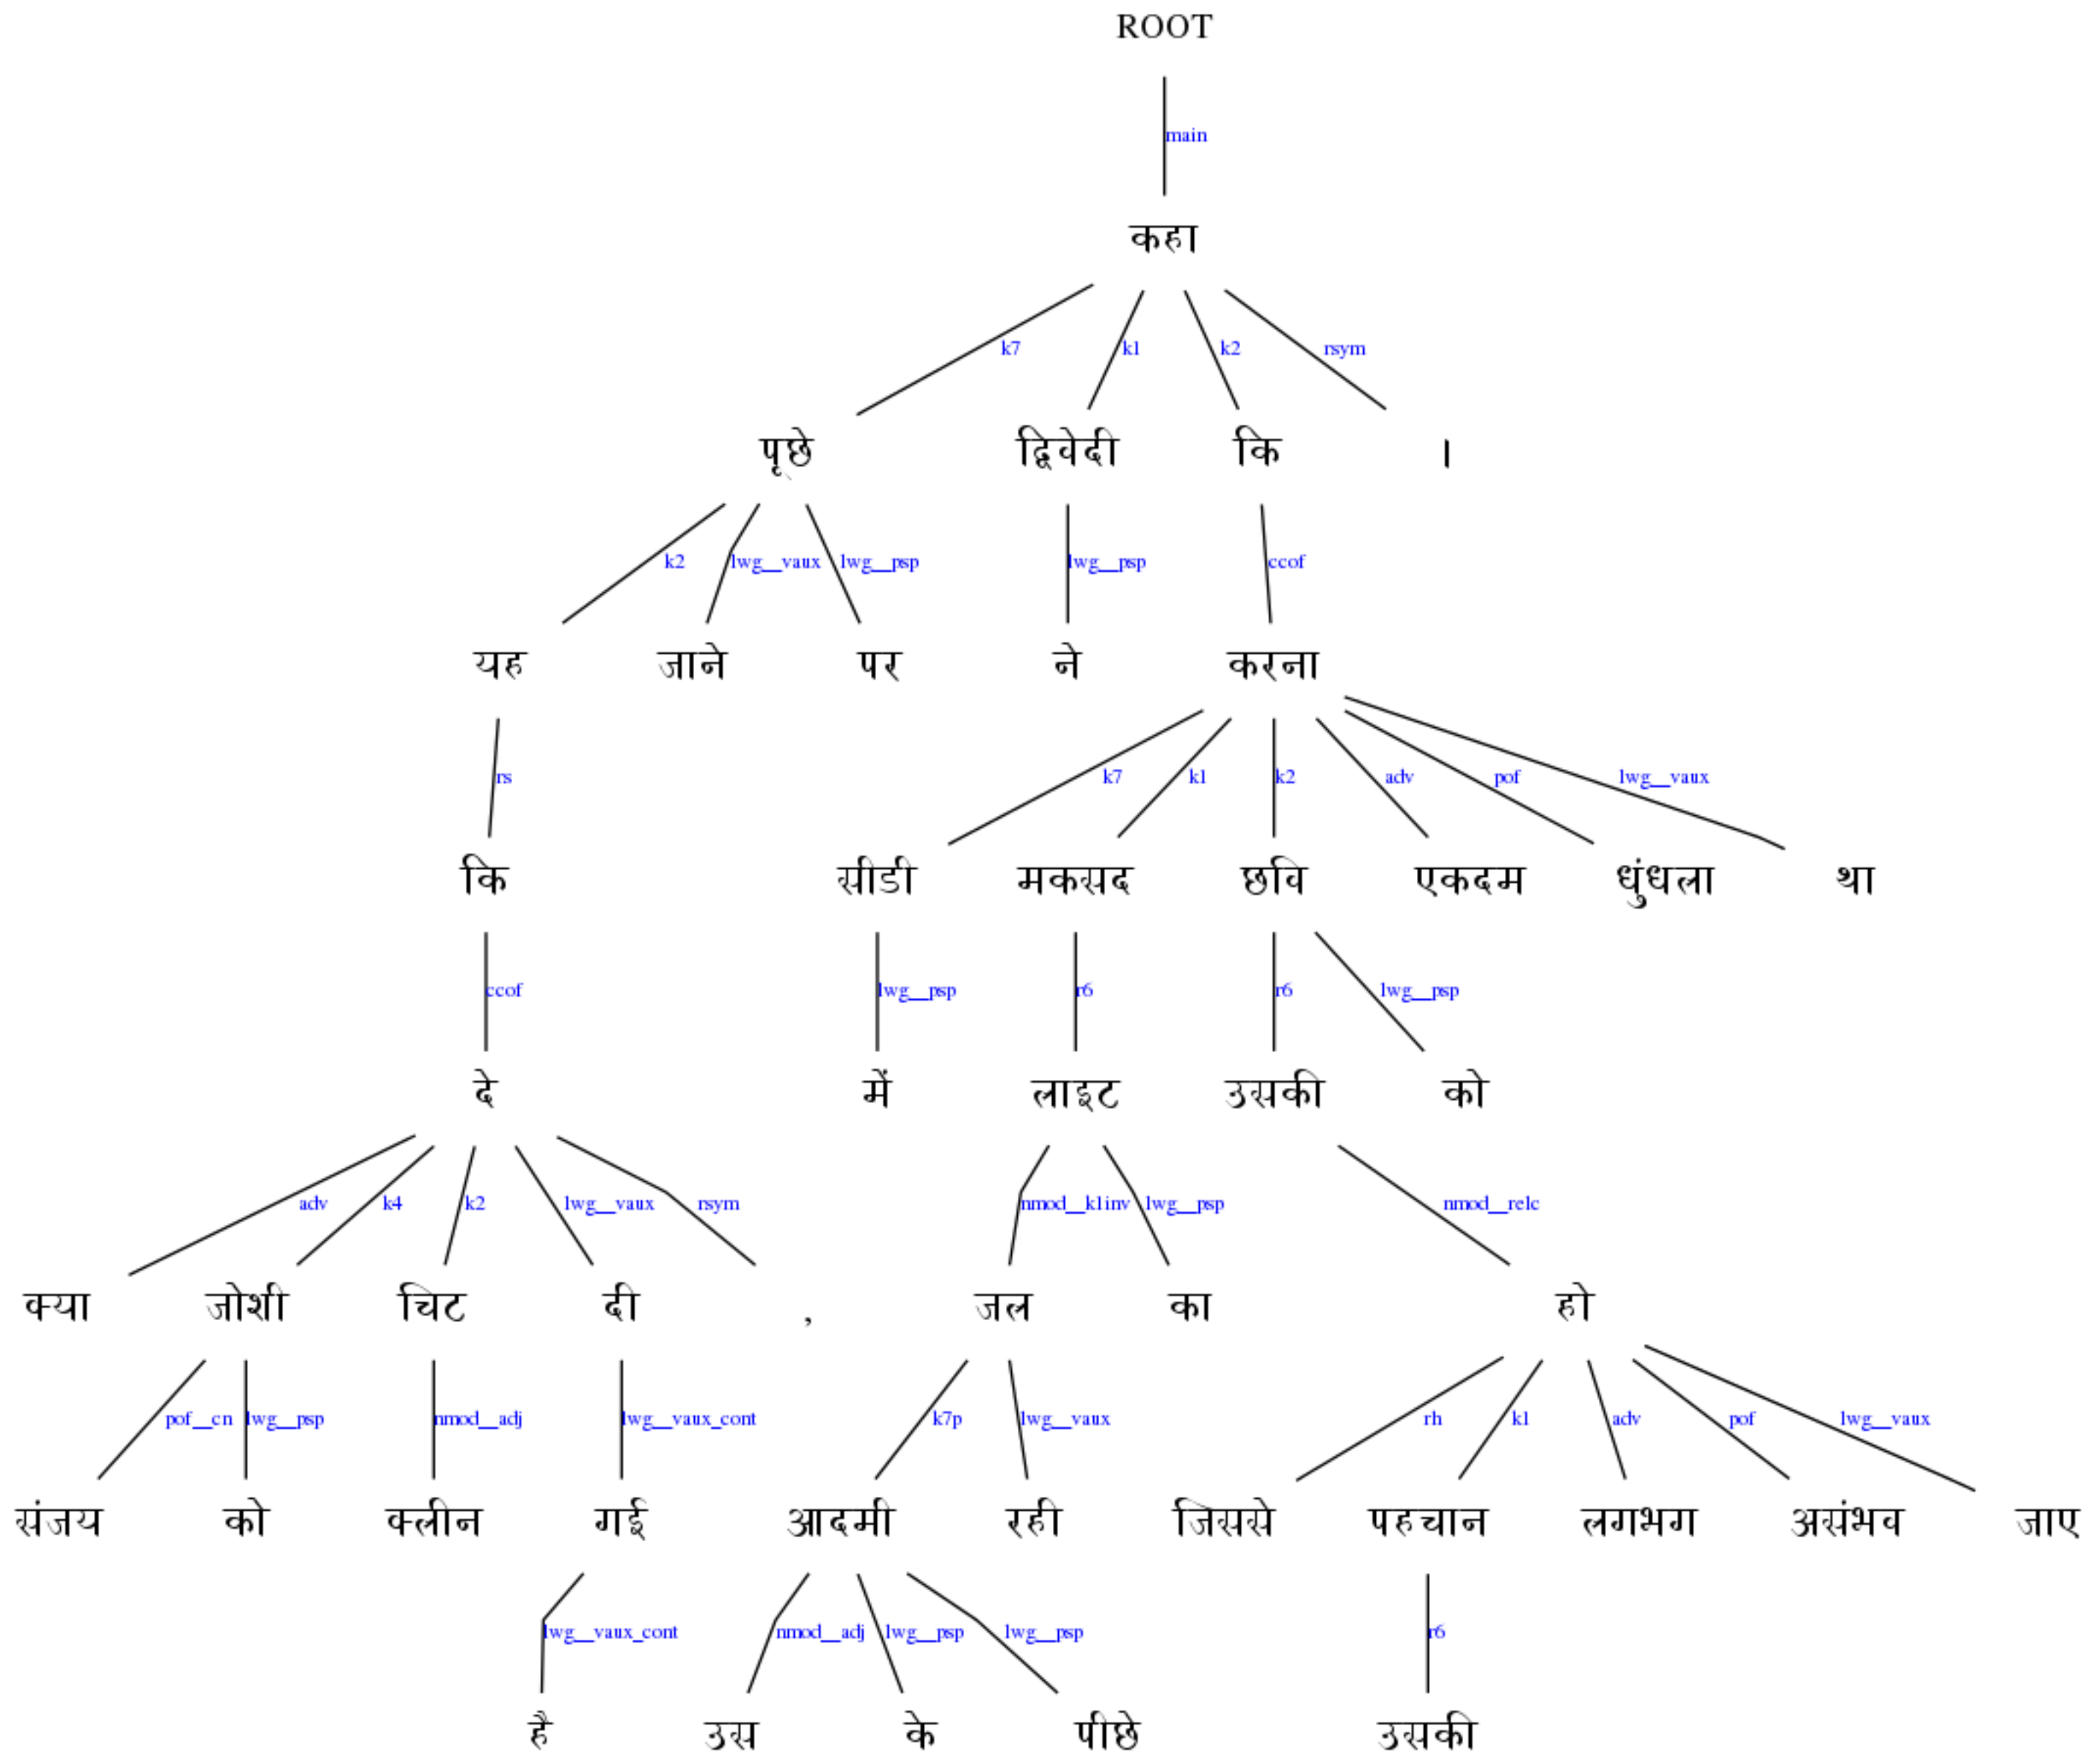 ROOT
main
कहा
k7 k1 k2 rsym
पूछे द्विवेदी कि ।
k2 lwg__vaux lwg__psp lwg__psp ccof
यह जाने पर ने करना
rs k7 k1 k2 adv pof lwg__vaux
कि सीडी मकसद छवि एकदम धुंधला था
ccof lwg__psp r6 r6 lwg__psp
दे में लाइट उसकी को
adv k4 k2 lwg__vaux rsym nmod__k1inv lwg__psp nmod__relc
क्या जोशी चिट दी , जल का हो
pof__cn lwg__psp nmod__adj lwg__vaux_cont k7p lwg__vaux rh k1 adv pof lwg__vaux
संजय को क्लीन गई आदमी रही जिससे पहचान लगभग असंभव जाए
lwg__vaux_cont nmod__adj lwg__psp lwg__psp r6
है उस के पीछे उसकी